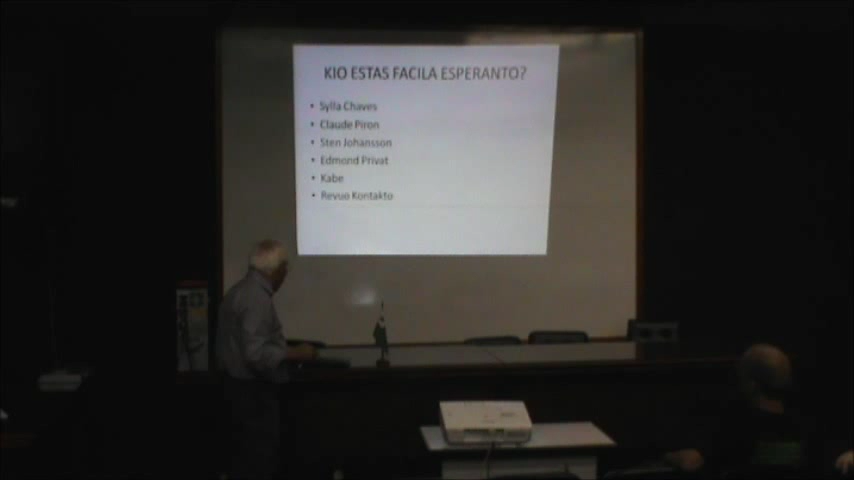 KIO ESTAS FACILA ESPERANTO?
• Sylla Chaves
• Claude Piron
• Sten Johansson
• Edmond Privat
• Kabe
• Revuo Kontakto